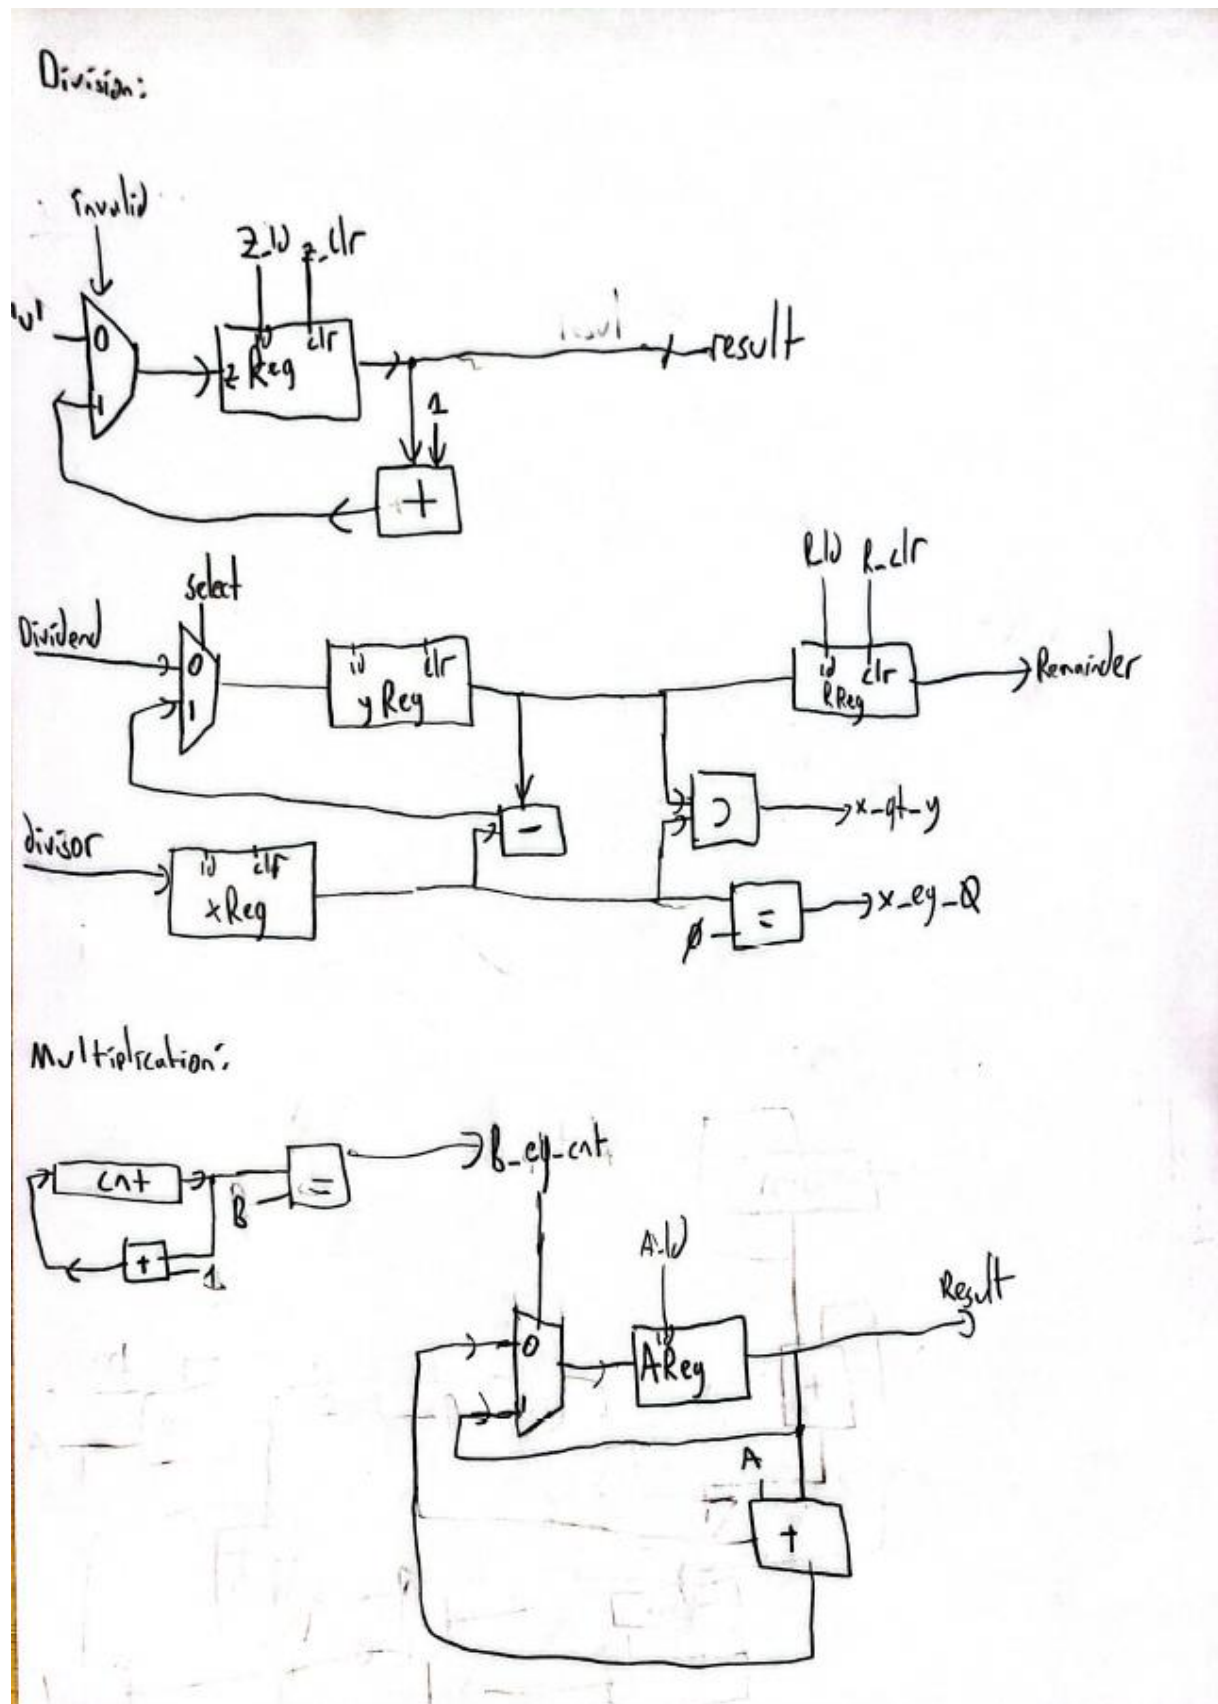 Division:
invalid
Z_ld z_clr
0
ld clr
z Reg
result
1
1
+
select
R_ld R_clr
Dividend
0
ld clr
ld clr
Remainder
1
y Reg
RReg
-
x_gt_y
divisor
ld clr
x_eq_0
xReg
=
Ø
Multiplication:
B_eq_cnt
cnt
=
B
+
1
A_ld
Result
0
ld
AReg
1
A
+